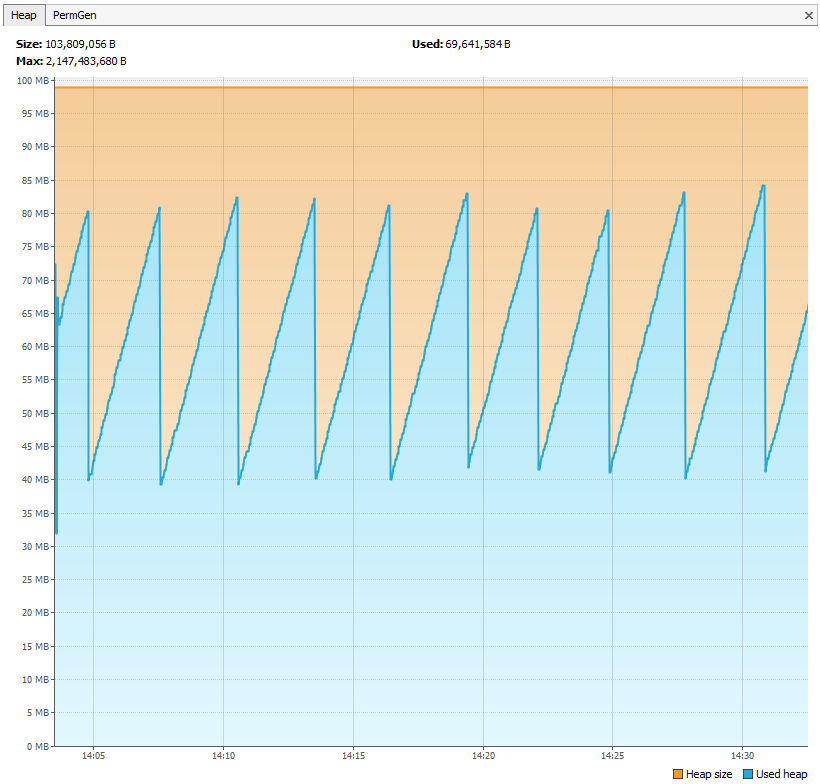 Heap PermGen
Size: 103,809,056 B Used: 69,641,584 B
Max: 2,147,483,680 B
100 MB
95 MB
90 MB
85 MB
80 MB
75 MB
70 MB
65 MB
60 MB
55 MB
50 MB
45 MB
40 MB
35 MB
30 MB
25 MB
20 MB
15 MB
10 MB
5 MB
0 MB
14:05 14:10 14:15 14:20 14:25 14:30
Heap size Used heap